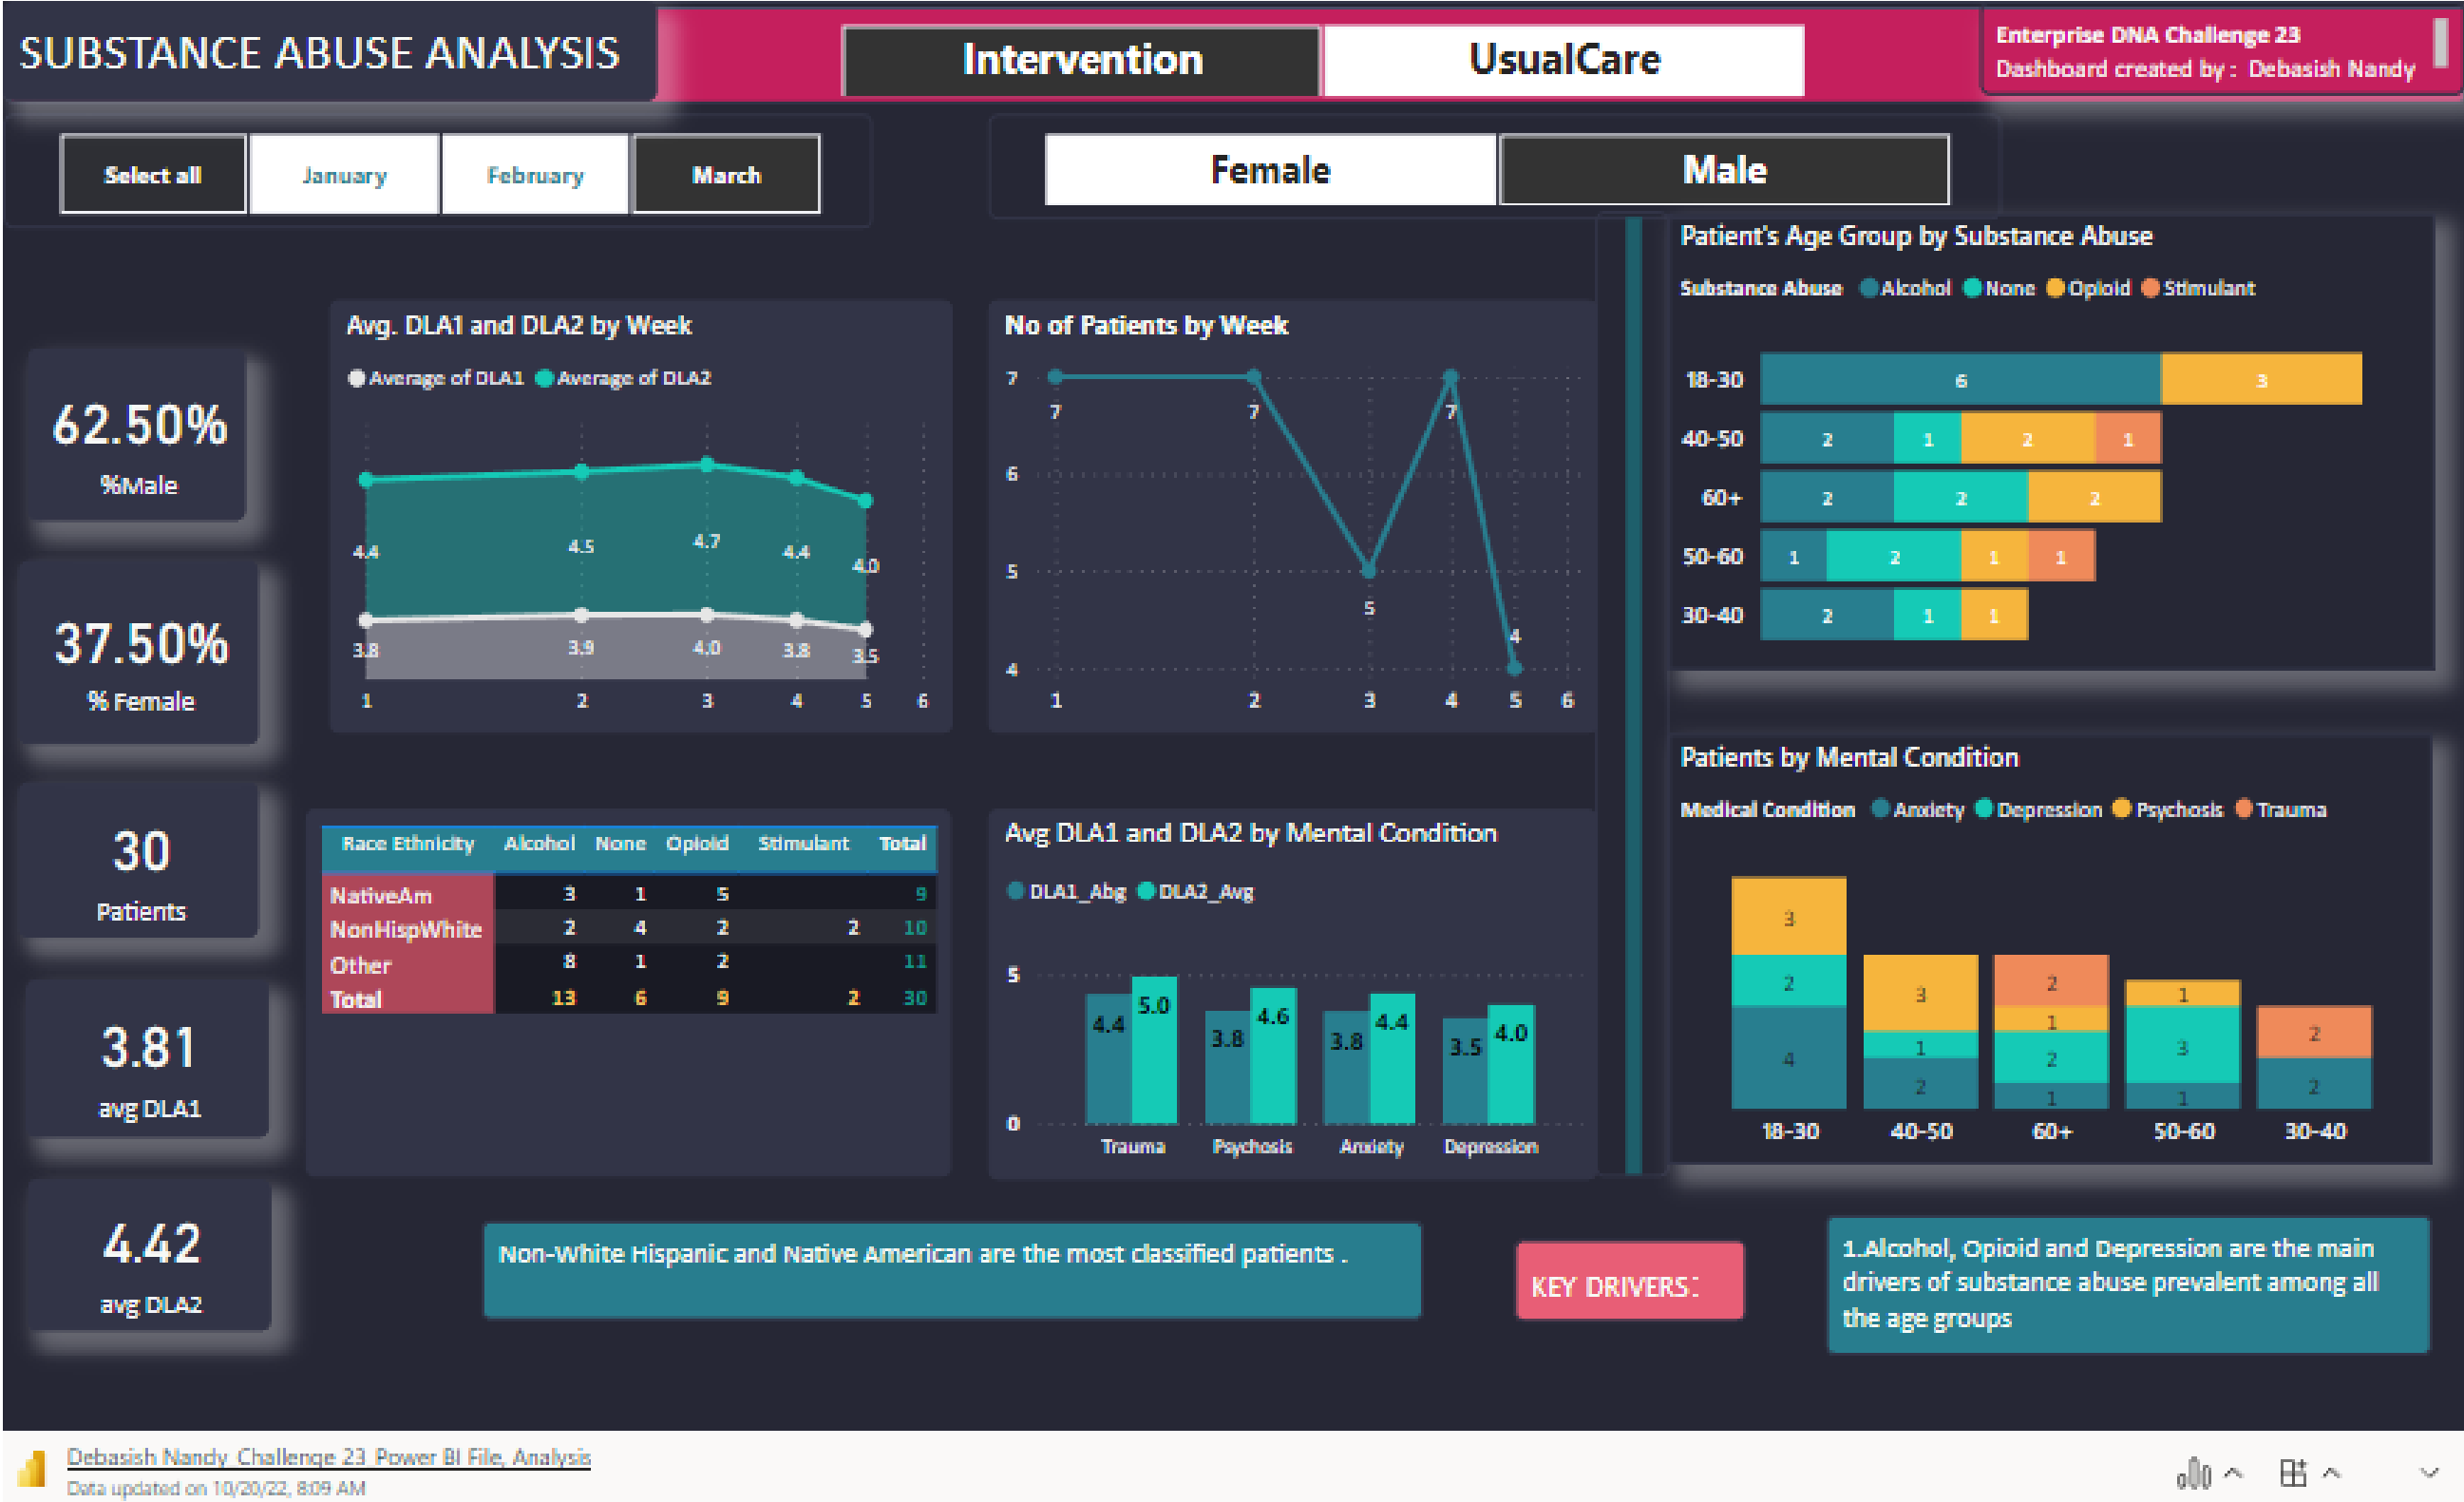 SUBSTANCE ABUSE ANALYSIS
Intervention
UsualCare
Enterprise DNA Challenge 23
Dashboard created by : Debasish Nandy
Select all
January
February
March
Female
Male
62.50%
%Male
37.50%
% Female
30
Patients
3.81
avg DLA1
4.42
avg DLA2
Avg. DLA1 and DLA2 by Week
Average of DLA1 Average of DLA2
4.4 4.5 4.7 4.4 4.0
3.8 3.9 4.0 3.8 3.5
1 2 3 4 5 6
No of Patients by Week
7
6
5
4
7 7 5 7 4
1 2 3 4 5 6
Race Ethnicity Alcohol None Opioid Stimulant Total
NativeAm 3 1 5 9
NonHispWhite 2 4 2 2 10
Other 8 1 2 11
Total 13 6 9 2 30
Avg DLA1 and DLA2 by Mental Condition
DLA1_Abg DLA2_Avg
5
0
4.4 5.0 3.8 4.6 3.8 4.4 3.5 4.0
Trauma Psychosis Anxiety Depression
Patient's Age Group by Substance Abuse
Substance Abuse Alcohol None Opioid Stimulant
18-30 6 3
40-50 2 1 2 1
60+ 2 2 2
50-60 1 2 1 1
30-40 2 1 1
Patients by Mental Condition
Medical Condition Anxiety Depression Psychosis Trauma
3 2 4
3 1 2
2 1 2 1
1 3 1
2 2
18-30 40-50 60+ 50-60 30-40
Non-White Hispanic and Native American are the most classified patients .
KEY DRIVERS:
1.Alcohol, Opioid and Depression are the main
drivers of substance abuse prevalent among all
the age groups
Debasish Nandy_Challenge 23_Power BI File, Analysis
Data updated on 10/20/22, 8:09 AM